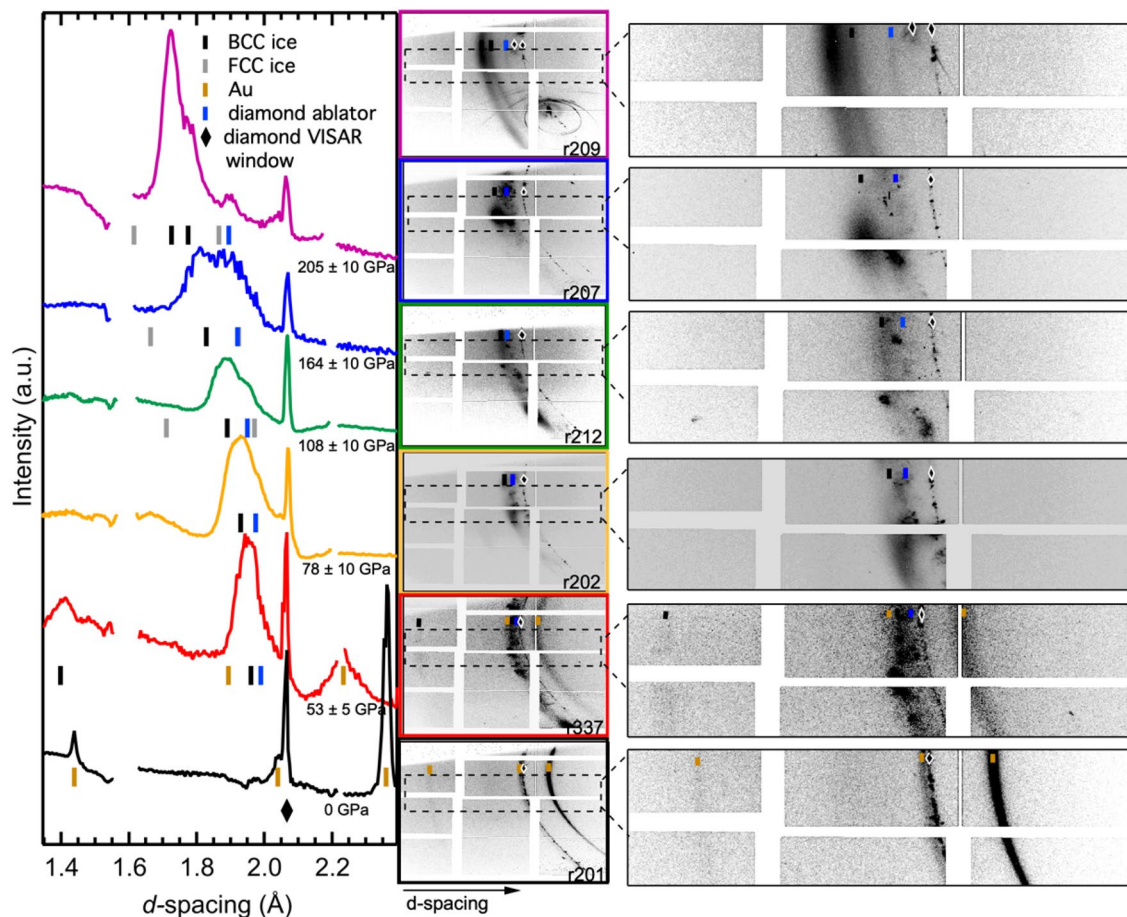 BCC ice
FCC ice
Au
diamond ablator
diamond VISAR
window
205 ± 10 GPa
164 ± 10 GPa
108 ± 10 GPa
78 ± 10 GPa
53 ± 5 GPa
0 GPa
Intensity (a.u.)
1.4 1.6 1.8 2.0 2.2
d-spacing (Å)
r209
r207
r212
r202
r337
r201
d-spacing